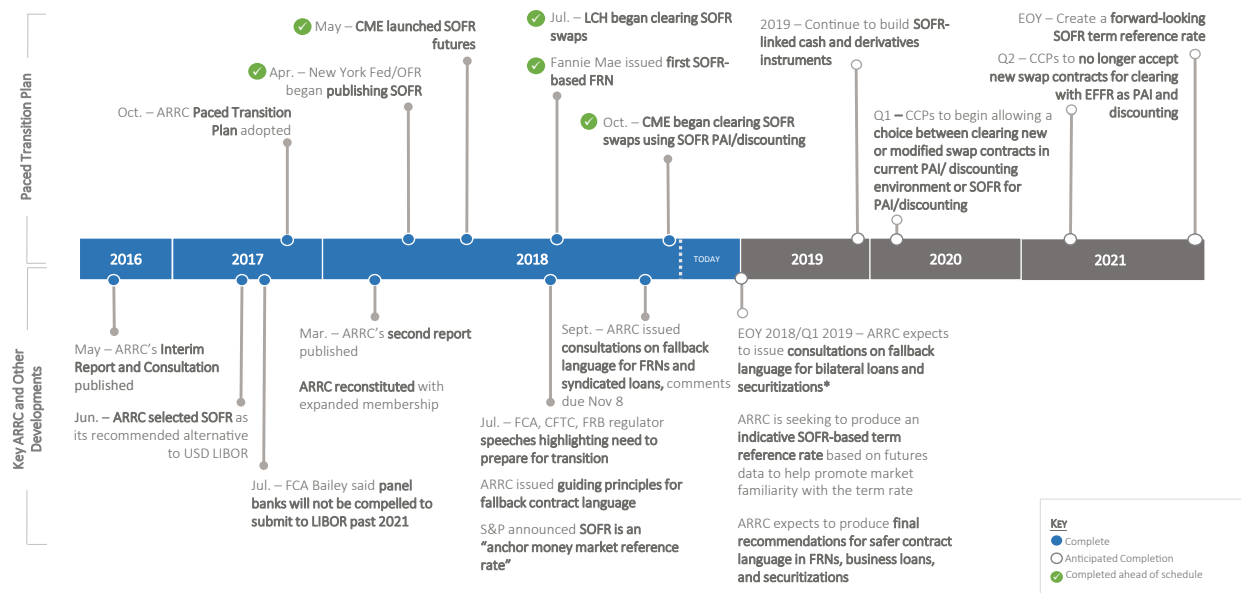 Paced Transition Plan
Oct. – ARRC Paced Transition
Plan adopted
Apr. – New York Fed/OFR
began publishing SOFR
May – CME launched SOFR
futures
Jul. – LCH began clearing SOFR
swaps
Fannie Mae issued first SOFR-
based FRN
Oct. – CME began clearing SOFR
swaps using SOFR PAI/discounting
2019 – Continue to build SOFR-
linked cash and derivatives
instruments
Q1 – CCPs to begin allowing a
choice between clearing new
or modified swap contracts in
current PAI/ discounting
environment or SOFR for
PAI/discounting
EOY – Create a forward-looking
SOFR term reference rate
Q2 – CCPs to no longer accept
new swap contracts for clearing
with EFFR as PAI and
discounting
2016
2017
2018
TODAY
2019
2020
2021
Key ARRC and Other
Developments
May – ARRC's Interim
Report and Consultation
published
Jun. – ARRC selected SOFR as
its recommended alternative
to USD LIBOR
Jul. – FCA Bailey said panel
banks will not be compelled to
submit to LIBOR past 2021
Mar. – ARRC's second report
published
ARRC reconstituted with
expanded membership
Jul. – FCA, CFTC, FRB regulator
speeches highlighting need to
prepare for transition
ARRC issued guiding principles for
fallback contract language
S&P announced SOFR is an
"anchor money market reference
rate"
Sept. – ARRC issued
consultations on fallback
language for FRNs and
syndicated loans, comments
due Nov 8
EOY 2018/Q1 2019 – ARRC expects
to issue consultations on fallback
language for bilateral loans and
securitizations*
ARRC is seeking to produce an
indicative SOFR-based term
reference rate based on futures
data to help promote market
familiarity with the term rate
ARRC expects to produce final
recommendations for safer contract
language in FRNs, business loans,
and securitizations
KEY
Complete
Anticipated Completion
Completed ahead of schedule